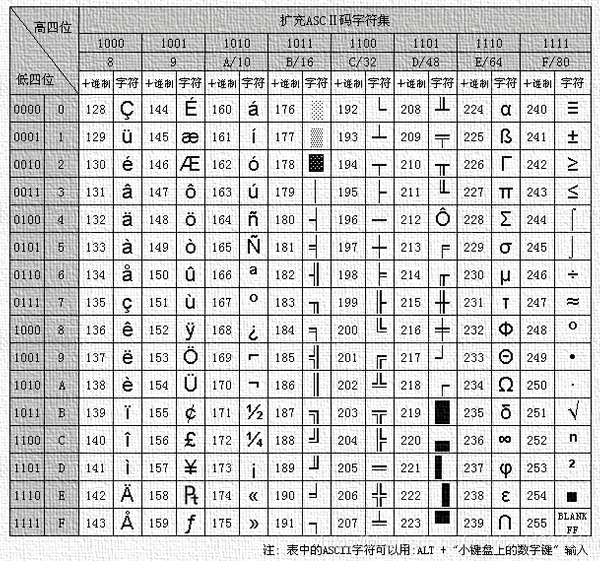 高四位 扩充ASCⅡ码字符集
1000 1001 1010 1011 1100 1101 1110 1111
8 9 A/10 B/16 C/32 D/48 E/64 F/80
低四位 十进制 字符 十进制 字符 十进制 字符 十进制 字符 十进制 字符 十进制 字符 十进制 字符 十进制 字符
0000 0 128 Ç 144 É 160 á 176 ░ 192 └ 208 ╨ 224 α 240 ≡
0001 1 129 ü 145 æ 161 í 177 ▒ 193 ┴ 209 ╤ 225 ß 241 ±
0010 2 130 é 146 Æ 162 ó 178 ▓ 194 ┬ 210 ╥ 226 Γ 242 ≥
0011 3 131 â 147 ô 163 ú 179 │ 195 ├ 211 ╙ 227 π 243 ≤
0100 4 132 ä 148 ö 164 ñ 180 ┤ 196 ─ 212 Ô 228 Σ 244 ⌠
0101 5 133 à 149 ò 165 Ñ 181 ╡ 197 ┼ 213 ╒ 229 σ 245 ⌡
0110 6 134 å 150 û 166 ª 182 ╢ 198 ╞ 214 ╓ 230 µ 246 ÷
0111 7 135 ç 151 ù 167 º 183 ╖ 199 ╟ 215 ╫ 231 τ 247 ≈
1000 8 136 ê 152 ÿ 168 ¿ 184 ╕ 200 ╚ 216 ╪ 232 Φ 248 °
1001 9 137 ë 153 Ö 169 ⌐ 185 ╣ 201 ╔ 217 ┘ 233 Θ 249 •
1010 A 138 è 154 Ü 170 ¬ 186 ║ 202 ╩ 218 ┌ 234 Ω 250 ·
1011 B 139 ï 155 ¢ 171 ½ 187 ╗ 203 ╦ 219 █ 235 δ 251 √
1100 C 140 î 156 £ 172 ¼ 188 ╝ 204 ╠ 220 ▄ 236 ∞ 252 ⁿ
1101 D 141 ì 157 ¥ 173 ¡ 189 ╜ 205 ═ 221 ▌ 237 φ 253 ²
1110 E 142 Ä 158 ₧ 174 « 190 ╛ 206 ╬ 222 ▐ 238 ε 254 ■
1111 F 143 Å 159 ƒ 175 » 191 ┐ 207 ╧ 223 ▀ 239 ∩ 255 BLANK FF
注: 表中的ASCII字符可以用:ALT + “小键盘上的数字键” 输入